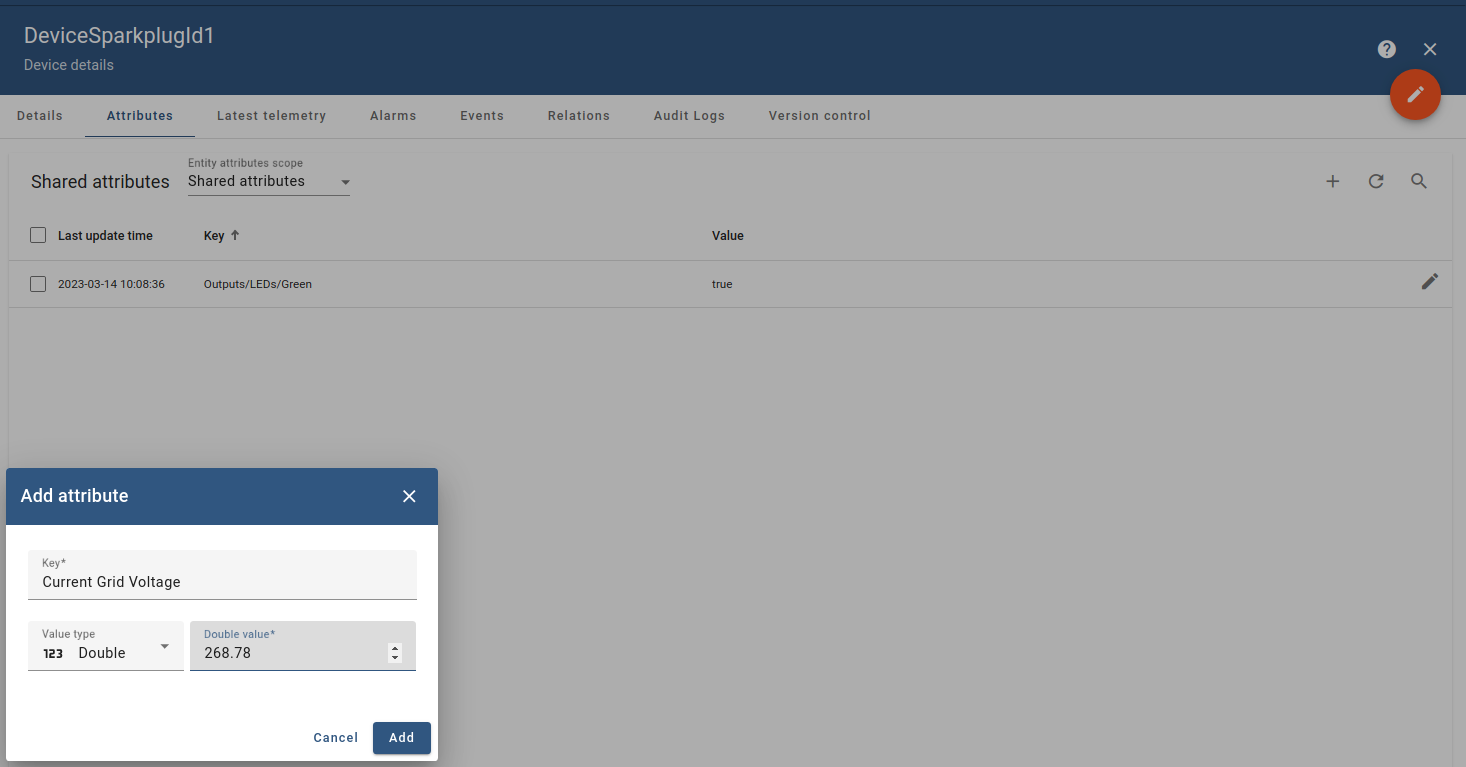 DeviceSparkplugId1
Device details
Details Attributes Latest telemetry Alarms Events Relations Audit Logs Version control
Entity attributes scope
Shared attributes Shared attributes
Last update time Key Value
2023-03-14 10:08:36 Outputs/LEDs/Green true
Add attribute
Key*
Current Grid Voltage
Value type Double value*
123 Double 268.78
Cancel Add